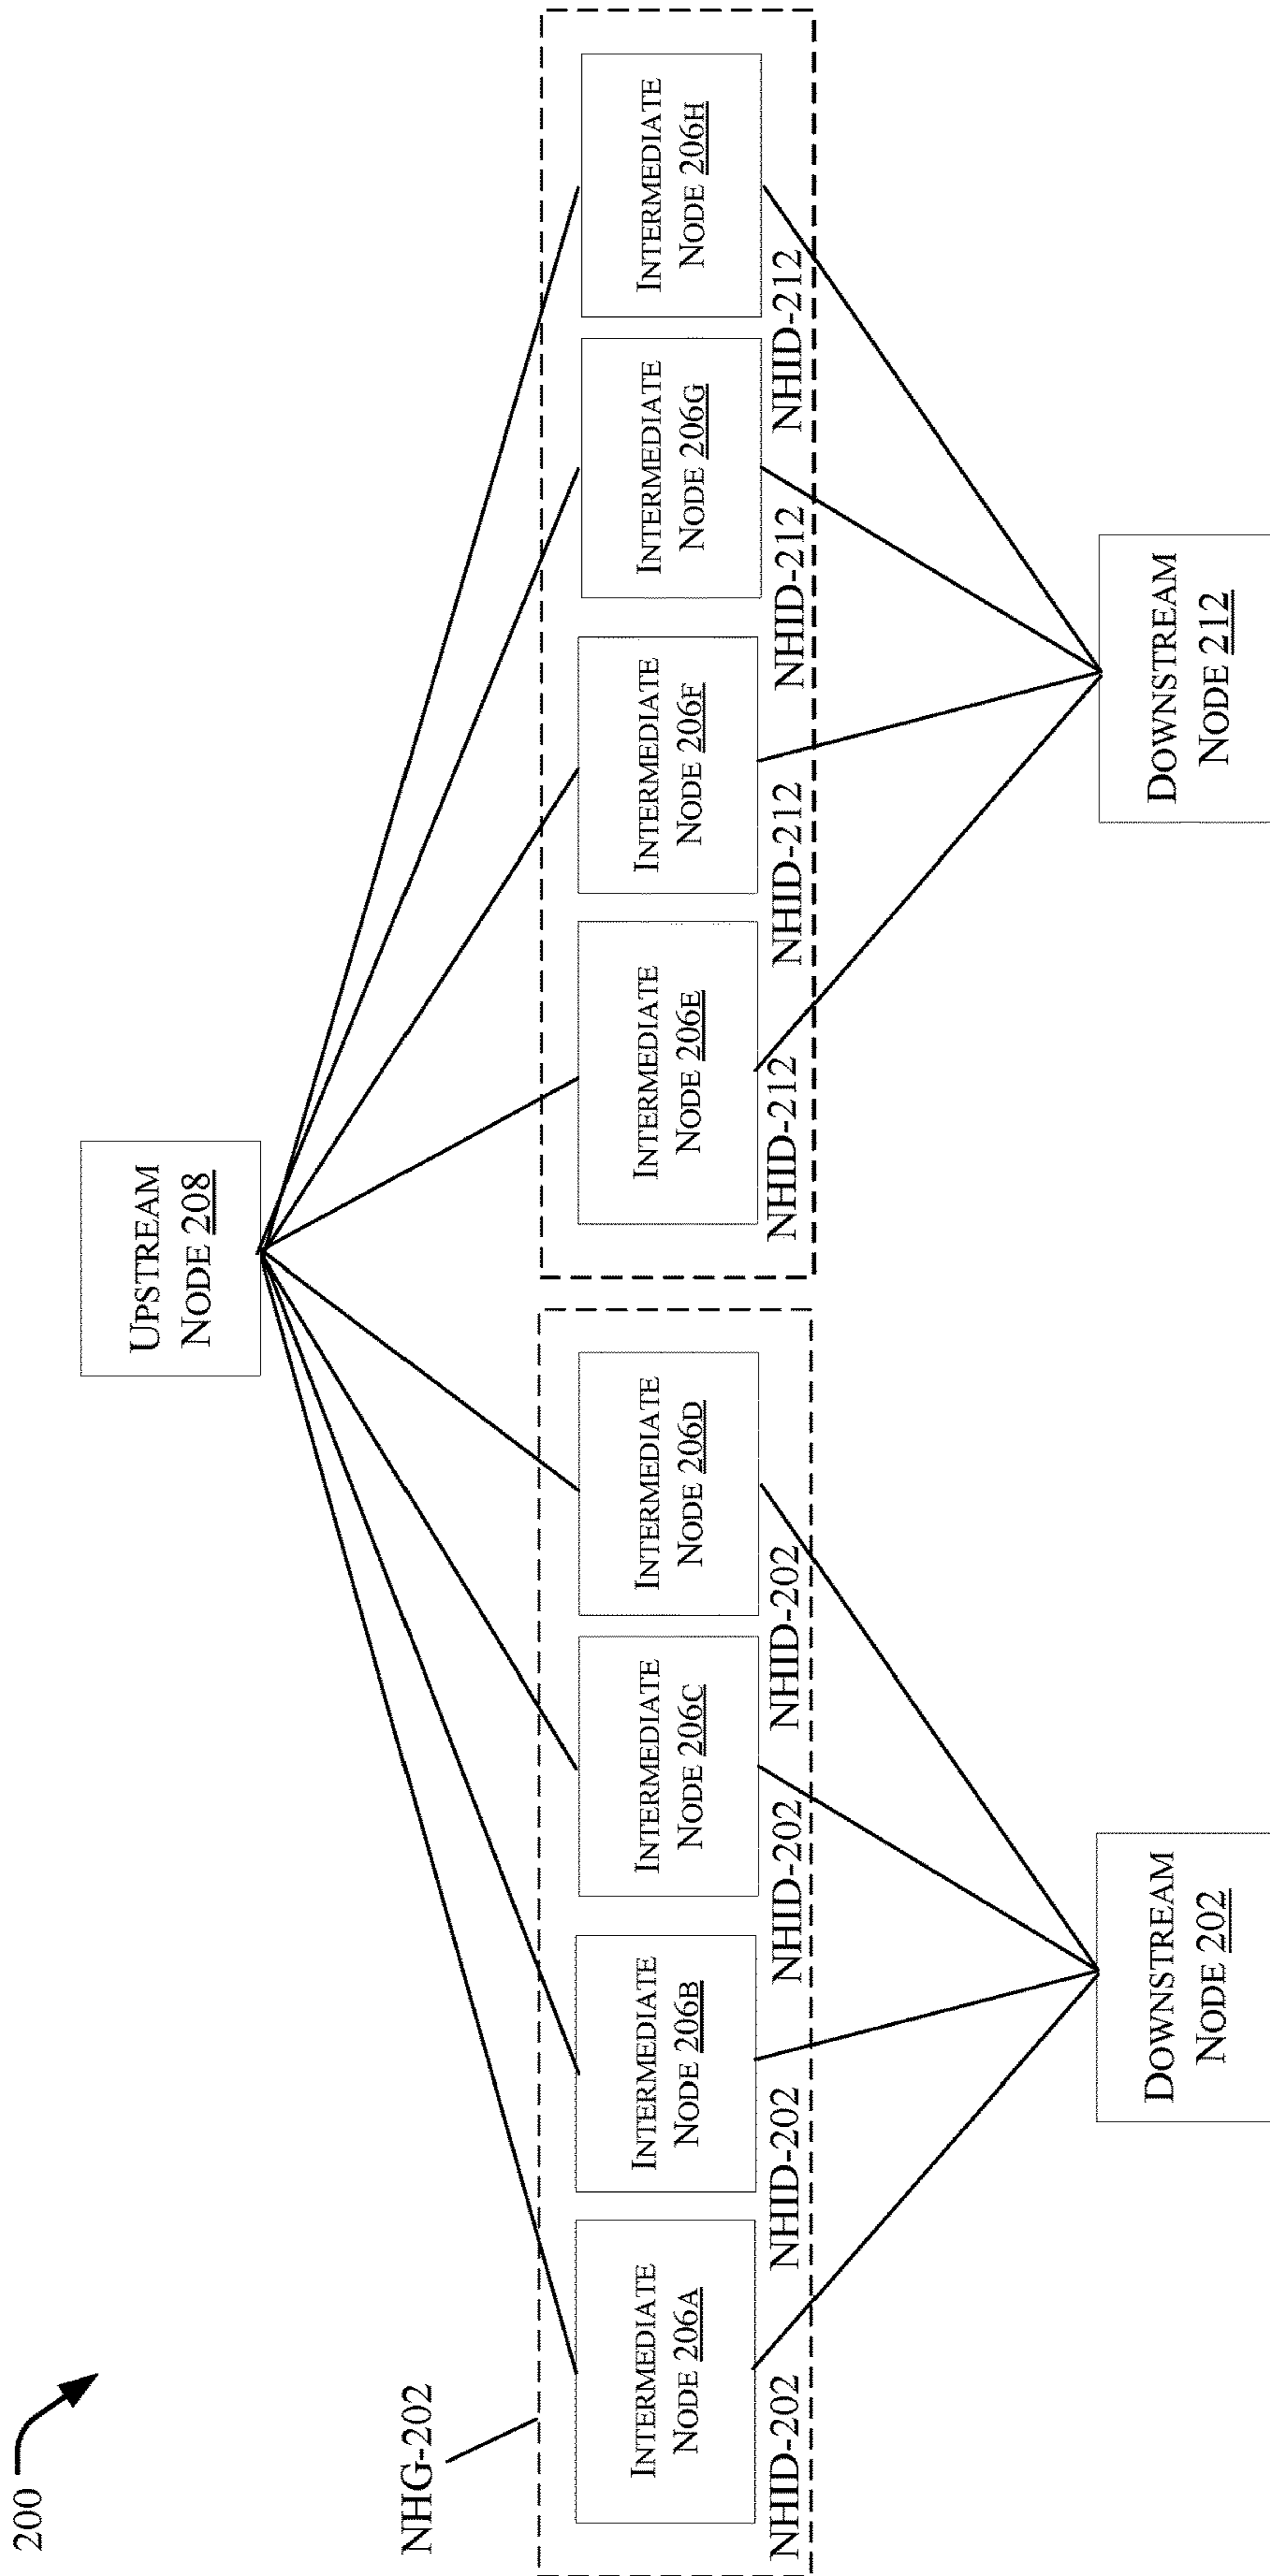 200
UPSTREAM
NODE 208
NHG-202
INTERMEDIATE
NODE 206A
INTERMEDIATE
NODE 206B
INTERMEDIATE
NODE 206C
INTERMEDIATE
NODE 206D
INTERMEDIATE
NODE 206E
INTERMEDIATE
NODE 206F
INTERMEDIATE
NODE 206G
INTERMEDIATE
NODE 206H
NHID-202
NHID-202
NHID-202
NHID-202
NHID-212
NHID-212
NHID-212
NHID-212
DOWNSTREAM
NODE 202
DOWNSTREAM
NODE 212